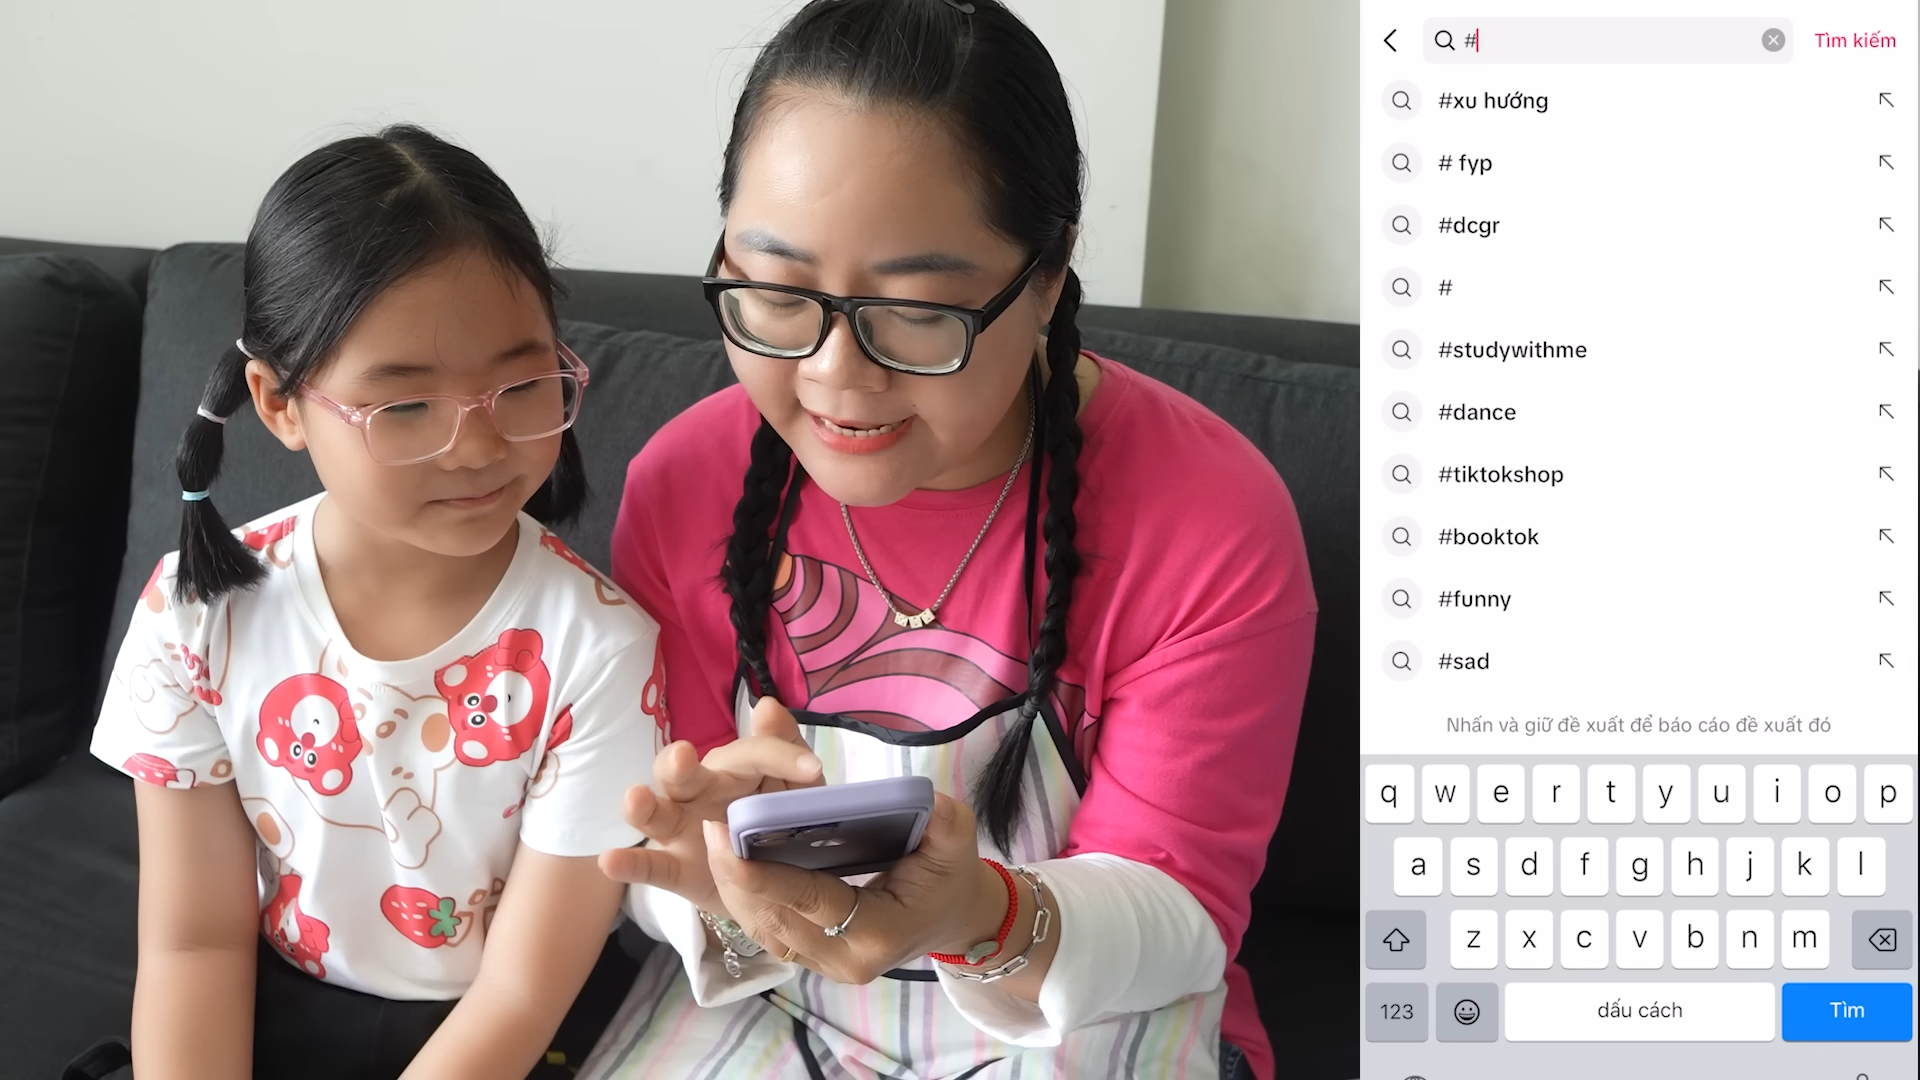 #
Tìm kiếm
#xu hướng
# fyp
#dcgr
#
#studywithme
#dance
#tiktokshop
#booktok
#funny
#sad
Nhấn và giữ đề xuất để báo cáo đề xuất đó
q w e r t y u i o p
a s d f g h j k l
z x c v b n m
123
dấu cách
Tìm